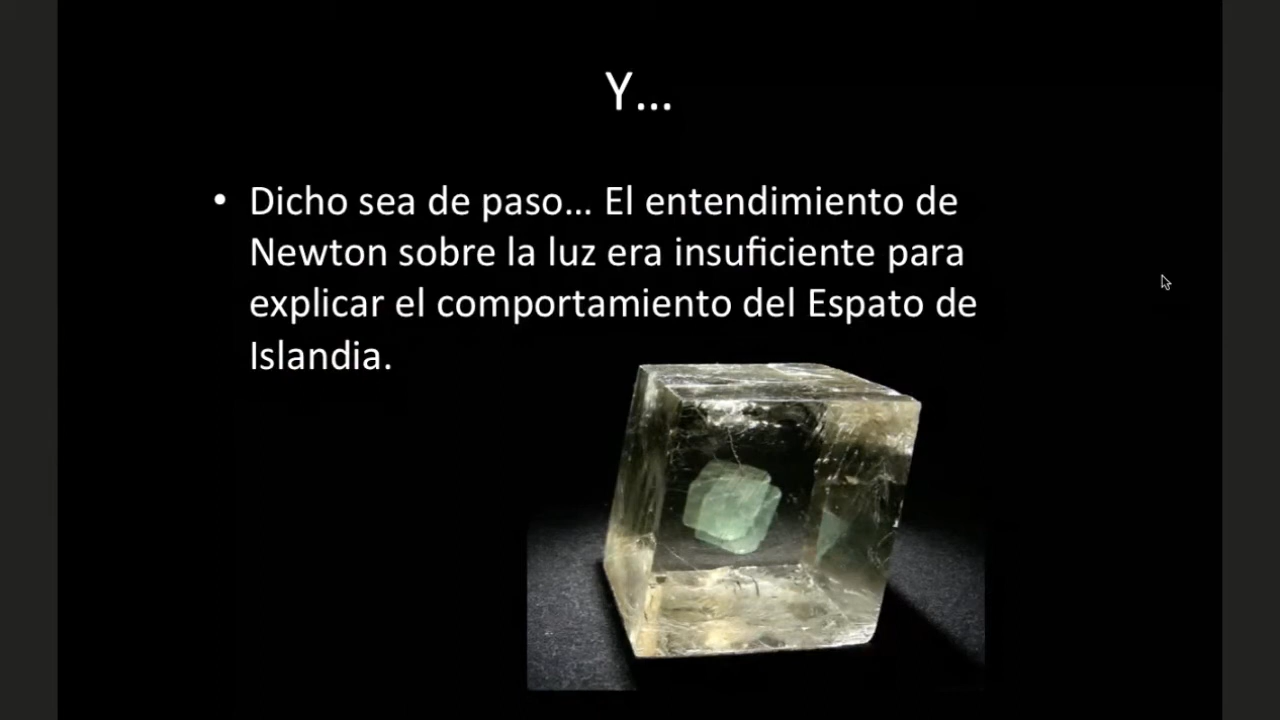 Y...
• Dicho sea de paso... El entendimiento de
Newton sobre la luz era insuficiente para
explicar el comportamiento del Espato de
Islandia.